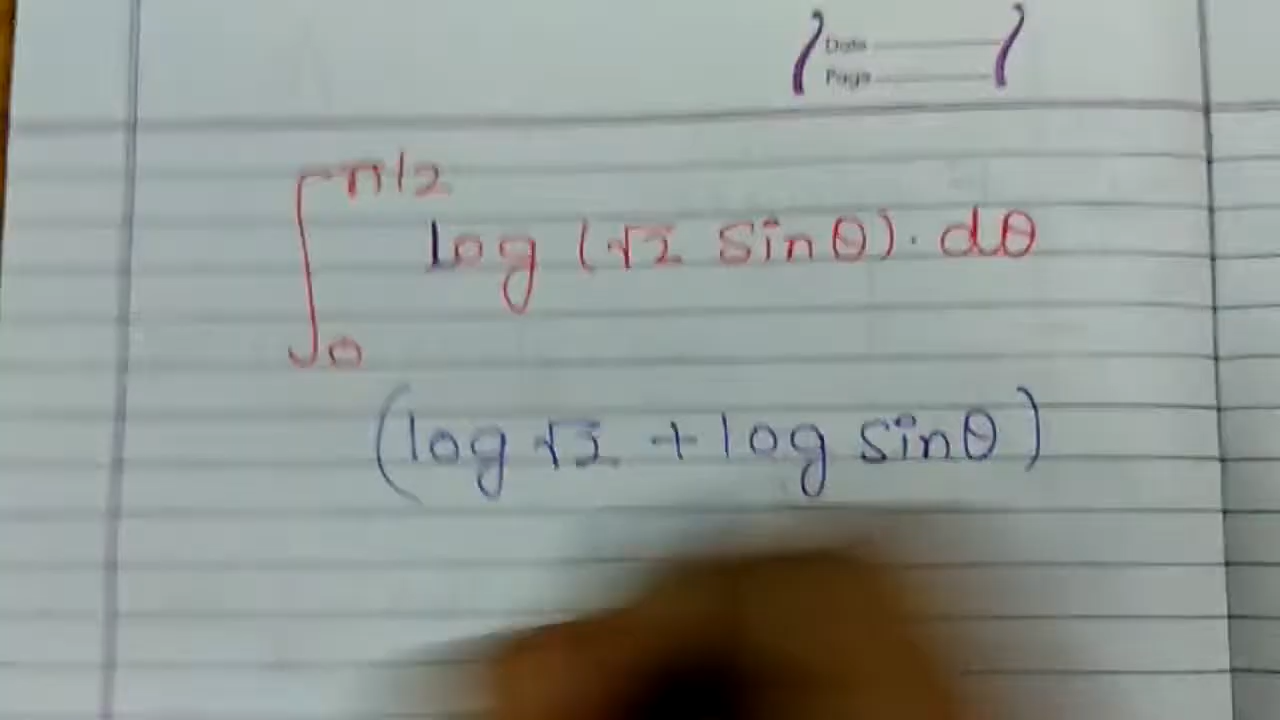 Date
Page
∫₀^π/2 log (√2 sinθ) · dθ
(log √2 + log sinθ)